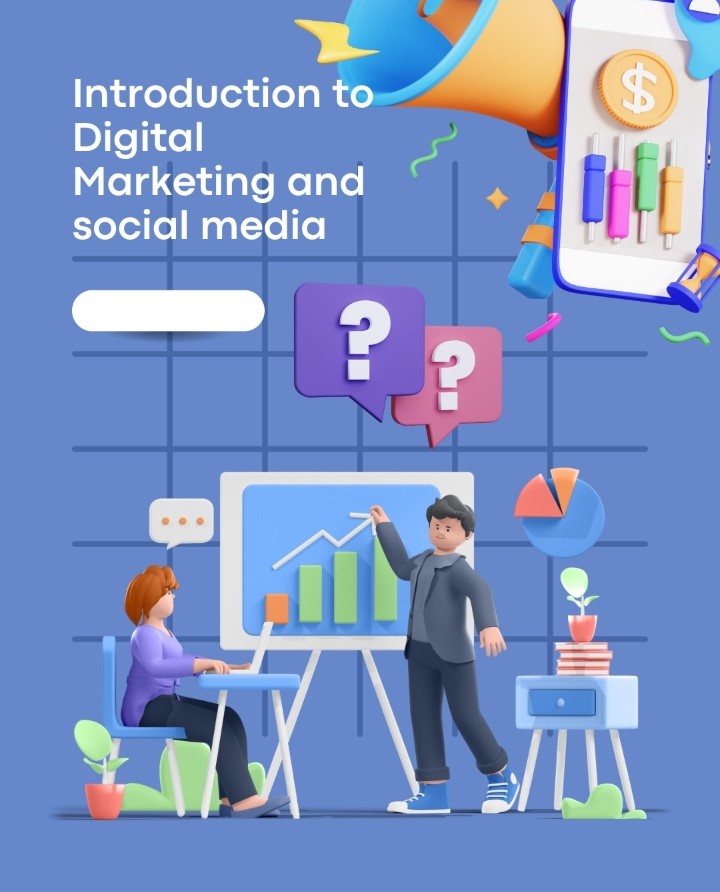 Introduction to
Digital
Marketing and
social media
$
?
?